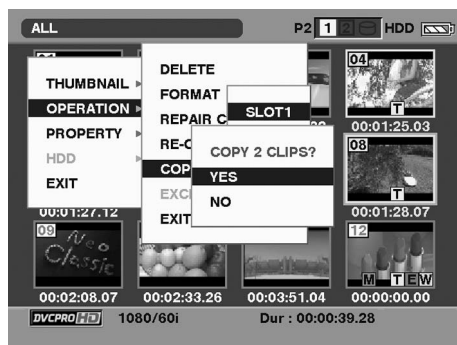 ALL P2 1 2 HDD
THUMBNAIL
OPERATION
PROPERTY
HDD
EXIT
DELETE
FORMAT
REPAIR C
RE-C
COP
EXC
EXIT
SLOT1
COPY 2 CLIPS?
YES
NO
04
T
00:01:25.03
08
T
00:01:27.12
00:01:28.07
09
Neo
Classic
12
M T E W
00:02:08.07 00:02:33.26 00:03:51.04 00:00:00.00
DVCPRO HD 1080/60i Dur : 00:00:39.28